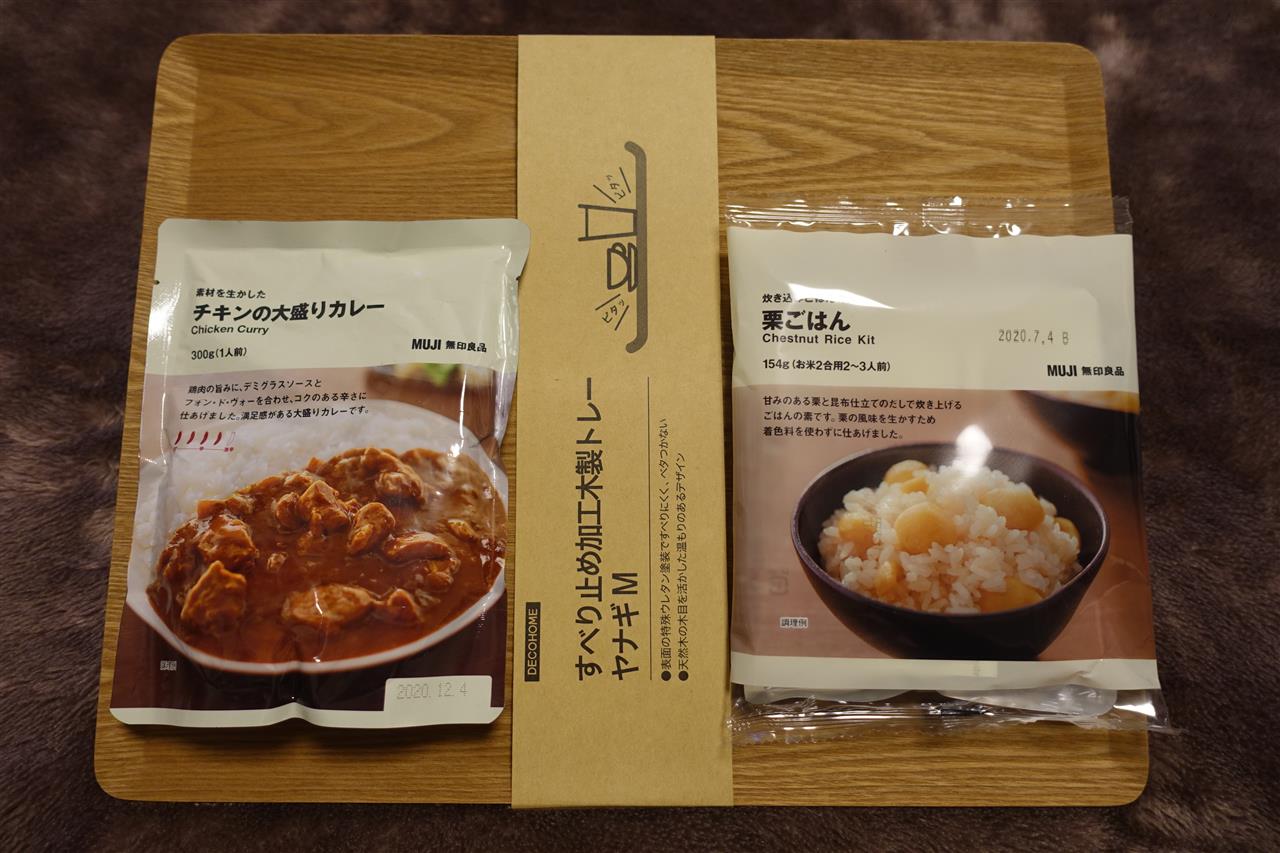 素材を生かした
チキンの大盛りカレー
Chicken Curry
300g(1人前)
MUJI 無印良品
鶏肉の旨みに、デミグラスソースと
フォン・ド・ヴォーを合わせ、コクのある辛さに
仕あげました。満足感がある大盛りカレーです。
調理例
2020.12.4
ピタッ
ピタッ
DECOHOME
すべり止め加工木製トレー
ヤナギ M
●表面の特殊ウレタン塗装ですべりにくく、ベタつかない
●天然木の木目を活かした温もりのあるデザイン
炊き込
栗ごはん
Chestnut Rice Kit
2020.7.4 B
154g(お米2合用2〜3人前)
MUJI 無印良品
甘みのある栗と昆布仕立てのだしで炊き上げる
ごはんの素です。栗の風味を生かすため
着色料を使わずに仕あげました。
調理例